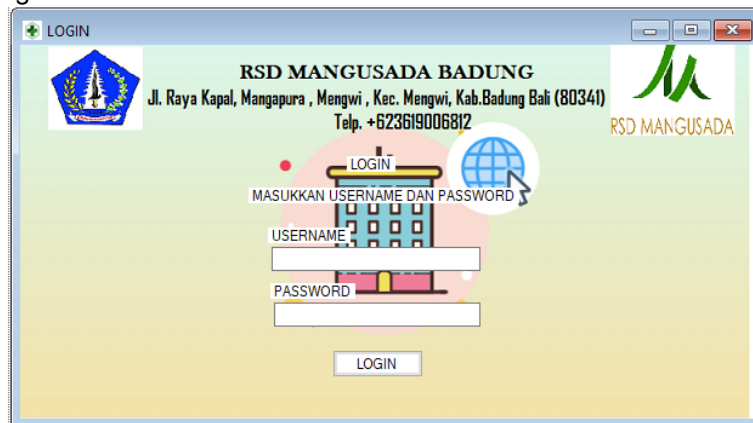 LOGIN
RSD MANGUSADA BADUNG
Jl. Raya Kapal, Mangapura , Mengwi , Kec. Mengwi, Kab.Badung Bali (80341)
Telp. +623619006812
RSD MANGUSADA
LOGIN
MASUKKAN USERNAME DAN PASSWORD
USERNAME
PASSWORD
LOGIN